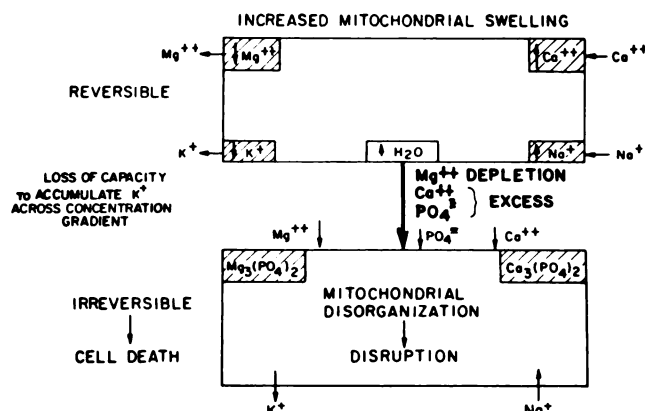 INCREASED MITOCHONDRIAL SWELLING
Mg++ Mg++ Ca++ Ca++
REVERSIBLE
K+ K+ H2O Na+ Na+
LOSS OF CAPACITY
TO ACCUMULATE K+
ACROSS CONCENTRATION
GRADIENT
Mg++ DEPLETION
Ca++
PO4≡ } EXCESS
Mg++ PO4≡ Ca++
Mg3(PO4)2 Ca3(PO4)2
IRREVERSIBLE
MITOCHONDRIAL
DISORGANIZATION
CELL DEATH
DISRUPTION
K+ Na+